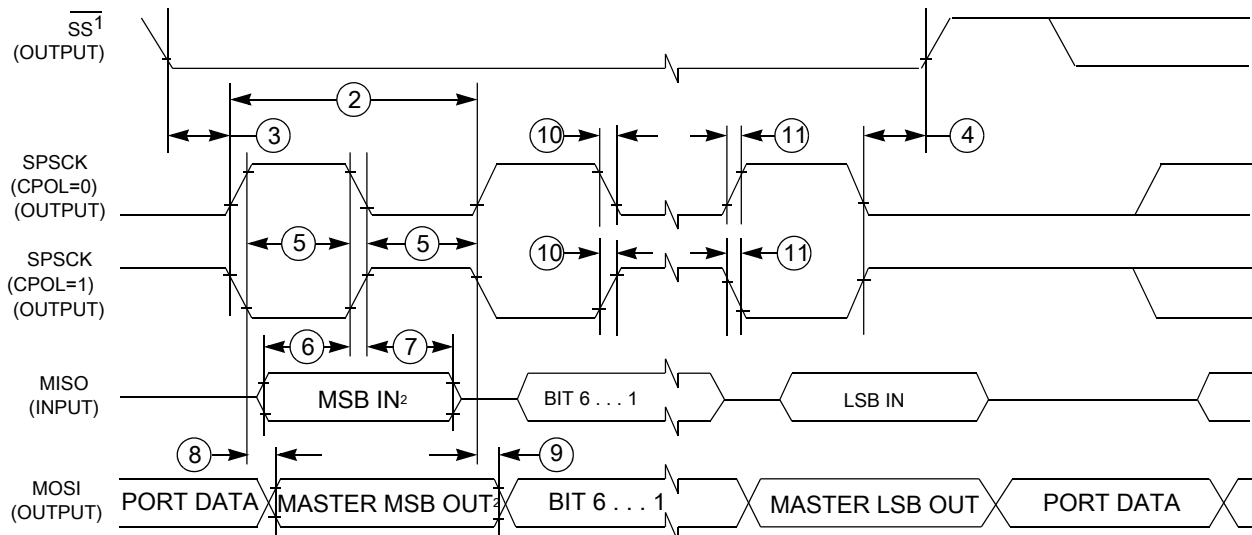 SS1
(OUTPUT)
2
3
10
11
4
SPSCK
(CPOL=0)
(OUTPUT)
5
5
SPSCK
(CPOL=1)
(OUTPUT)
10
11
6
7
MISO
(INPUT)
MSB IN2
BIT 6 . . . 1
LSB IN
8
9
MOSI
(OUTPUT)
PORT DATA
MASTER MSB OUT2
BIT 6 . . . 1
MASTER LSB OUT
PORT DATA